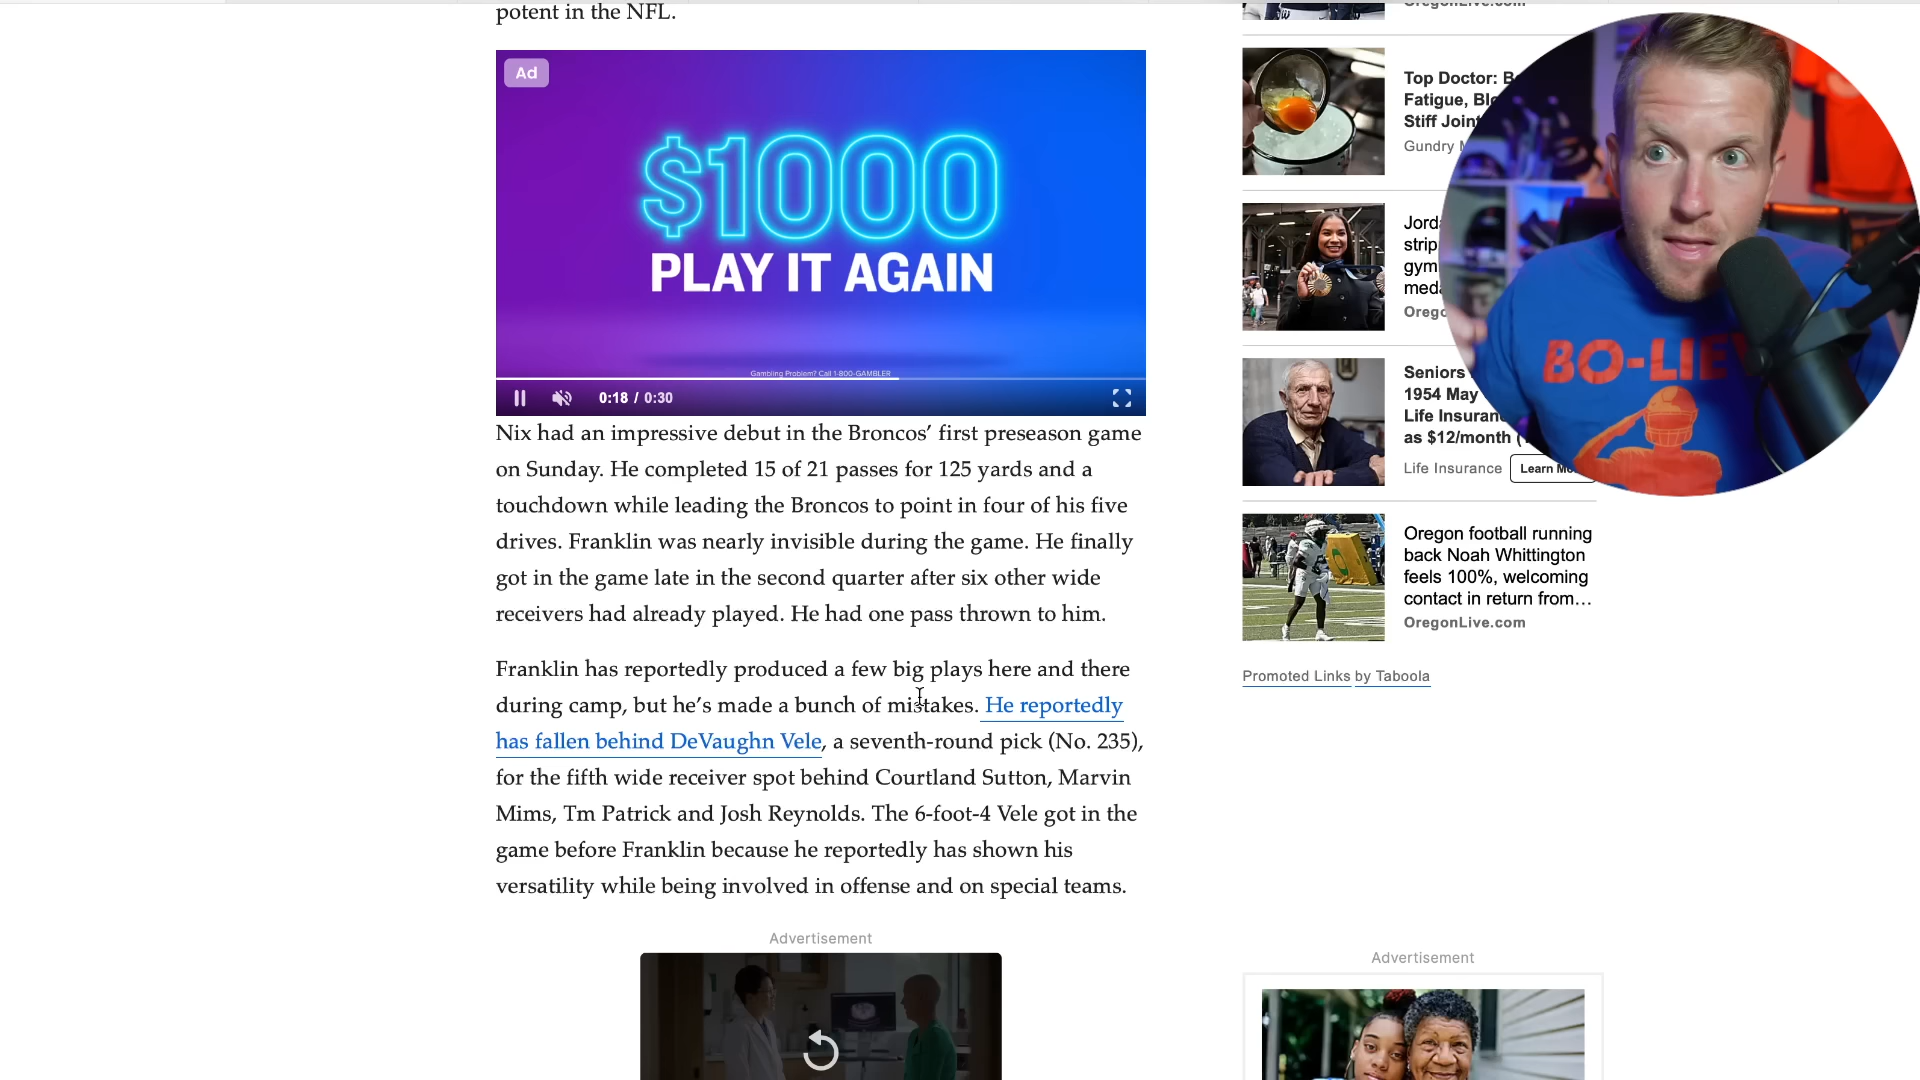 potent in the NFL.
Ad
$1000
PLAY IT AGAIN
Gambling Problem? Call 1-800-GAMBLER
0:18 / 0:30
Nix had an impressive debut in the Broncos’ first preseason game
on Sunday. He completed 15 of 21 passes for 125 yards and a
touchdown while leading the Broncos to point in four of his five
drives. Franklin was nearly invisible during the game. He finally
got in the game late in the second quarter after six other wide
receivers had already played. He had one pass thrown to him.
Franklin has reportedly produced a few big plays here and there
during camp, but he’s made a bunch of mistakes. He reportedly
has fallen behind DeVaughn Vele, a seventh-round pick (No. 235),
for the fifth wide receiver spot behind Courtland Sutton, Marvin
Mims, Tm Patrick and Josh Reynolds. The 6-foot-4 Vele got in the
game before Franklin because he reportedly has shown his
versatility while being involved in offense and on special teams.
Advertisement
OregonLive.com
Top Doctor:
Fatigue,
Stiff
Gundry
gym
Seniors
1954 May
Life
as $12/month
Life Insurance
Learn
Oregon football running
back Noah Whittington
feels 100%, welcoming
contact in return from…
OregonLive.com
Promoted Links by Taboola
Advertisement
BO-LIEV